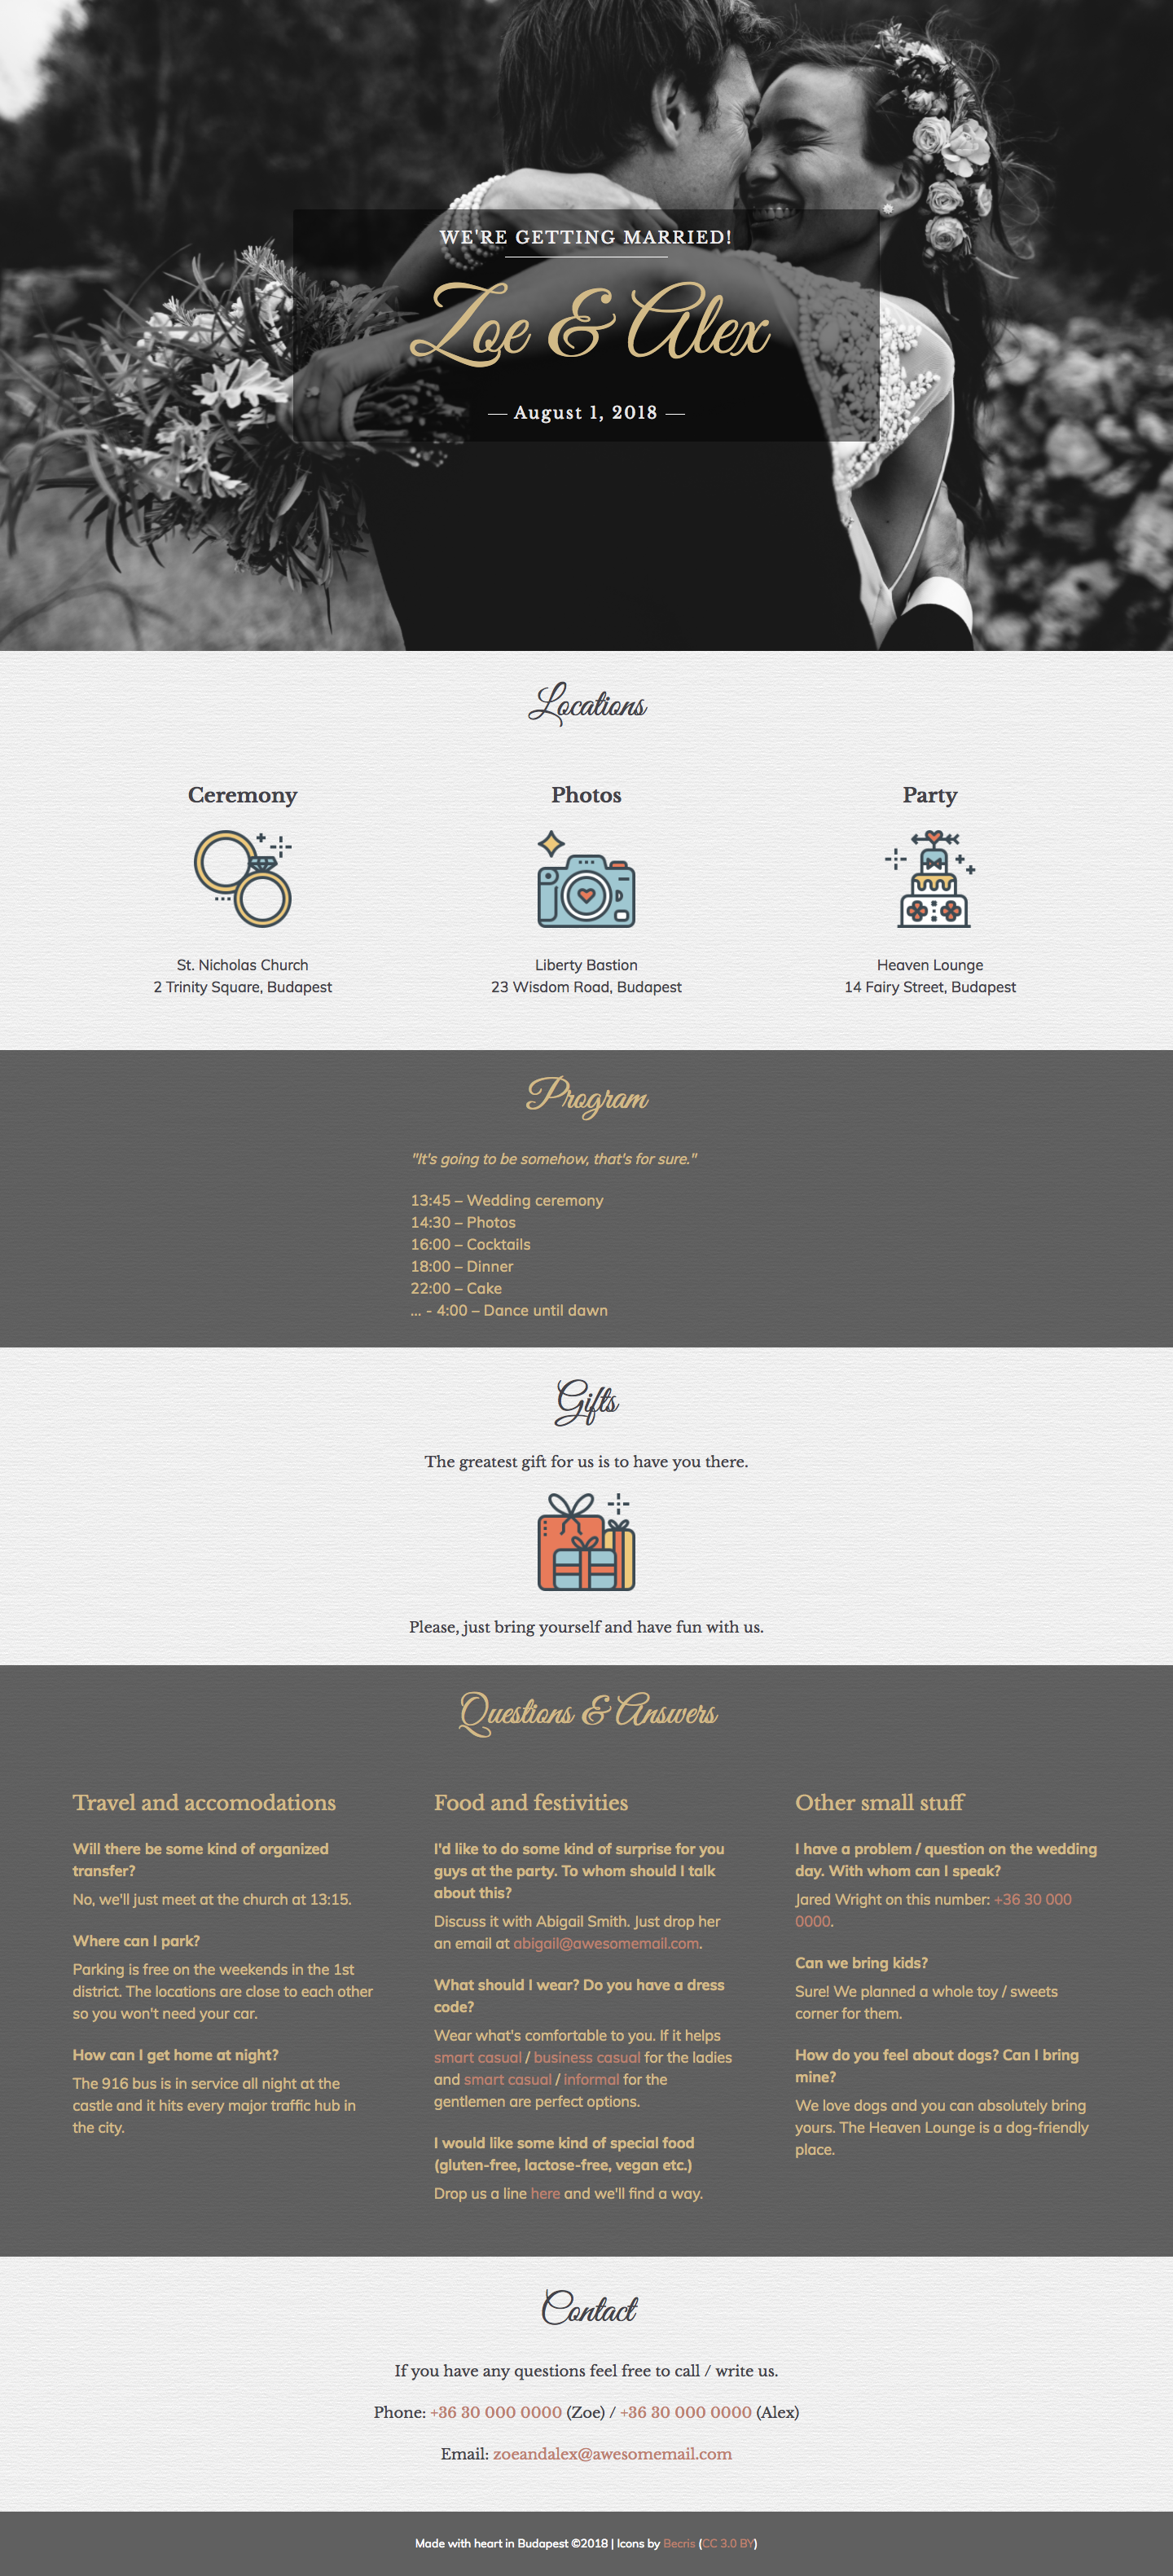 WE'RE GETTING MARRIED!
Zoe & Alex
— August 1, 2018 —
Locations
Ceremony
St. Nicholas Church
2 Trinity Square, Budapest
Photos
Liberty Bastion
23 Wisdom Road, Budapest
Party
Heaven Lounge
14 Fairy Street, Budapest
Program
"It's going to be somehow, that's for sure."
13:45 – Wedding ceremony
14:30 – Photos
16:00 – Cocktails
18:00 – Dinner
22:00 – Cake
... - 4:00 – Dance until dawn
Gifts
The greatest gift for us is to have you there.
Please, just bring yourself and have fun with us.
Questions & Answers
Travel and accomodations
Will there be some kind of organized
transfer?
No, we'll just meet at the church at 13:15.
Where can I park?
Parking is free on the weekends in the 1st
district. The locations are close to each other
so you won't need your car.
How can I get home at night?
The 916 bus is in service all night at the
castle and it hits every major traffic hub in
the city.
Food and festivities
I'd like to do some kind of surprise for you
guys at the party. To whom should I talk
about this?
Discuss it with Abigail Smith. Just drop her
an email at abigail@awesomemail.com.
What should I wear? Do you have a dress
code?
Wear what's comfortable to you. If it helps
smart casual / business casual for the ladies
and smart casual / informal for the
gentlemen are perfect options.
I would like some kind of special food
(gluten-free, lactose-free, vegan etc.)
Drop us a line here and we'll find a way.
Other small stuff
I have a problem / question on the wedding
day. With whom can I speak?
Jared Wright on this number: +36 30 000
0000.
Can we bring kids?
Sure! We planned a whole toy / sweets
corner for them.
How do you feel about dogs? Can I bring
mine?
We love dogs and you can absolutely bring
yours. The Heaven Lounge is a dog-friendly
place.
Contact
If you have any questions feel free to call / write us.
Phone: +36 30 000 0000 (Zoe) / +36 30 000 0000 (Alex)
Email: zoeandalex@awesomemail.com
Made with heart in Budapest ©2018 | Icons by Becris (CC 3.0 BY)